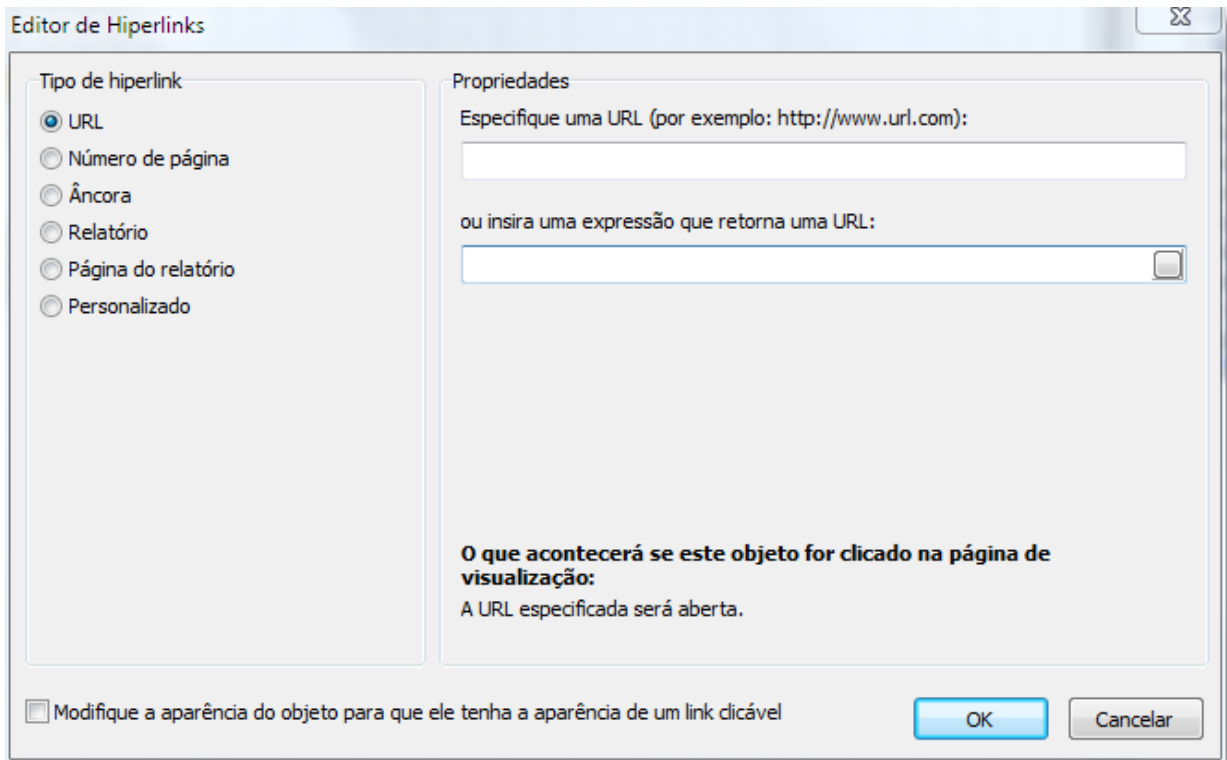 Editor de Hiperlinks
Tipo de hiperlink
URL
Número de página
Âncora
Relatório
Página do relatório
Personalizado
Propriedades
Especifique uma URL (por exemplo: http://www.url.com):
ou insira uma expressão que retorna uma URL:
O que acontecerá se este objeto for clicado na página de
visualização:
A URL especificada será aberta.
Modifique a aparência do objeto para que ele tenha a aparência de um link clicável
OK
Cancelar